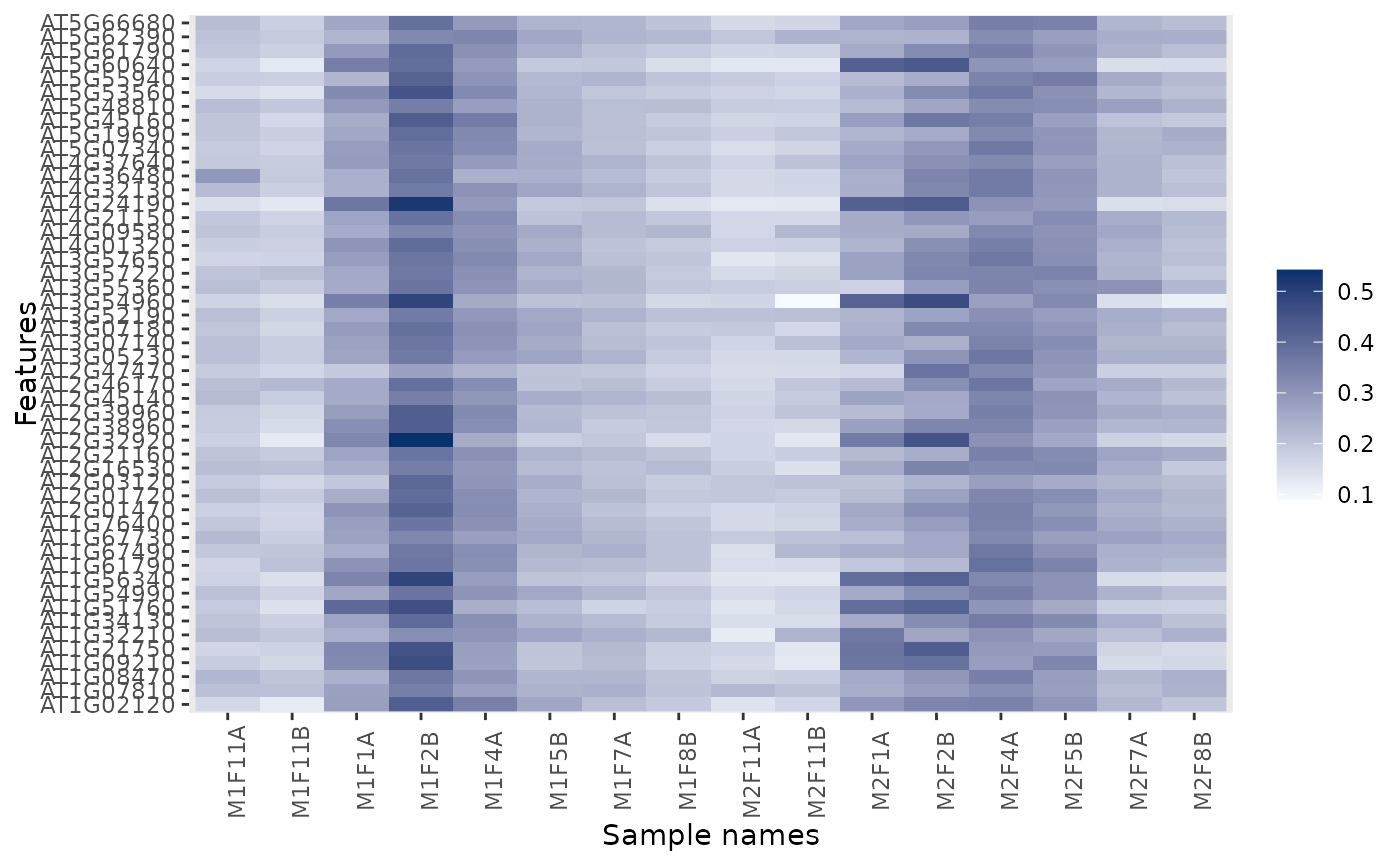 AT5G66680
AT5G62390
AT5G61790
AT5G60640
AT5G55940
AT5G53560
AT5G48810
AT5G45160
AT5G19690
AT5G07340
AT4G37640
AT4G36480
AT4G32130
AT4G24190
AT4G21150
AT4G09580
AT4G01320
AT3G57650
AT3G57220
AT3G55360
AT3G54960
AT3G52190
AT3G07180
AT3G07140
AT3G05230
AT2G47470
AT2G46170
AT2G45140
AT2G39960
AT2G38960
AT2G32920
AT2G21160
AT2G16530
AT2G03120
AT2G01720
AT2G01470
AT1G76400
AT1G67730
AT1G67490
AT1G61790
AT1G56340
AT1G54990
AT1G51760
AT1G34130
AT1G32210
AT1G21750
AT1G09210
AT1G08470
AT1G07810
AT1G02120
Features
M1F11A
M1F11B
M1F1A
M1F2B
M1F4A
M1F5B
M1F7A
M1F8B
M2F11A
M2F11B
M2F1A
M2F2B
M2F4A
M2F5B
M2F7A
M2F8B
Sample names
0.5
0.4
0.3
0.2
0.1